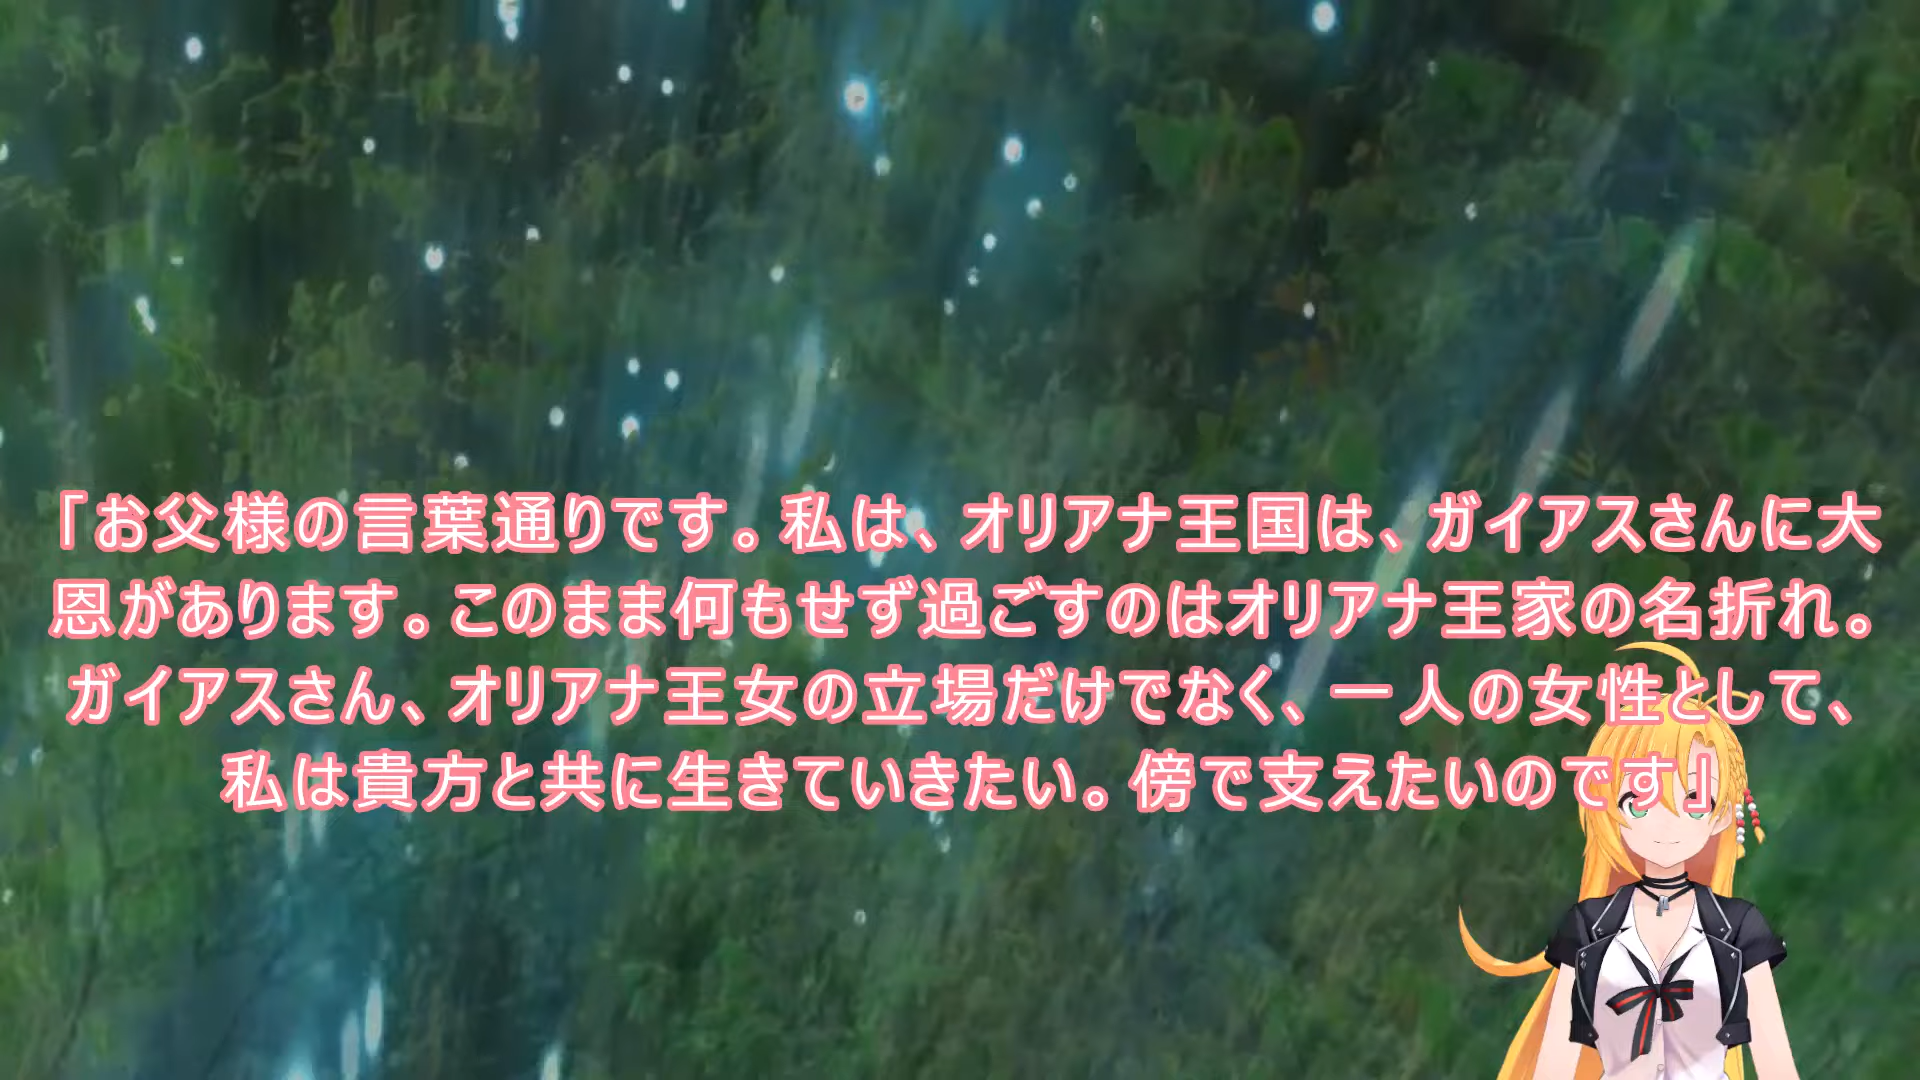 「お父様の言葉通りです。私は、オリアナ王国は、ガイアスさんに大
恩があります。このまま何もせず過ごすのはオリアナ王家の名折れ。
ガイアスさん、オリアナ王女の立場だけでなく、一人の女性として、
私は貴方と共に生きていきたい。傍で支えたいのです」